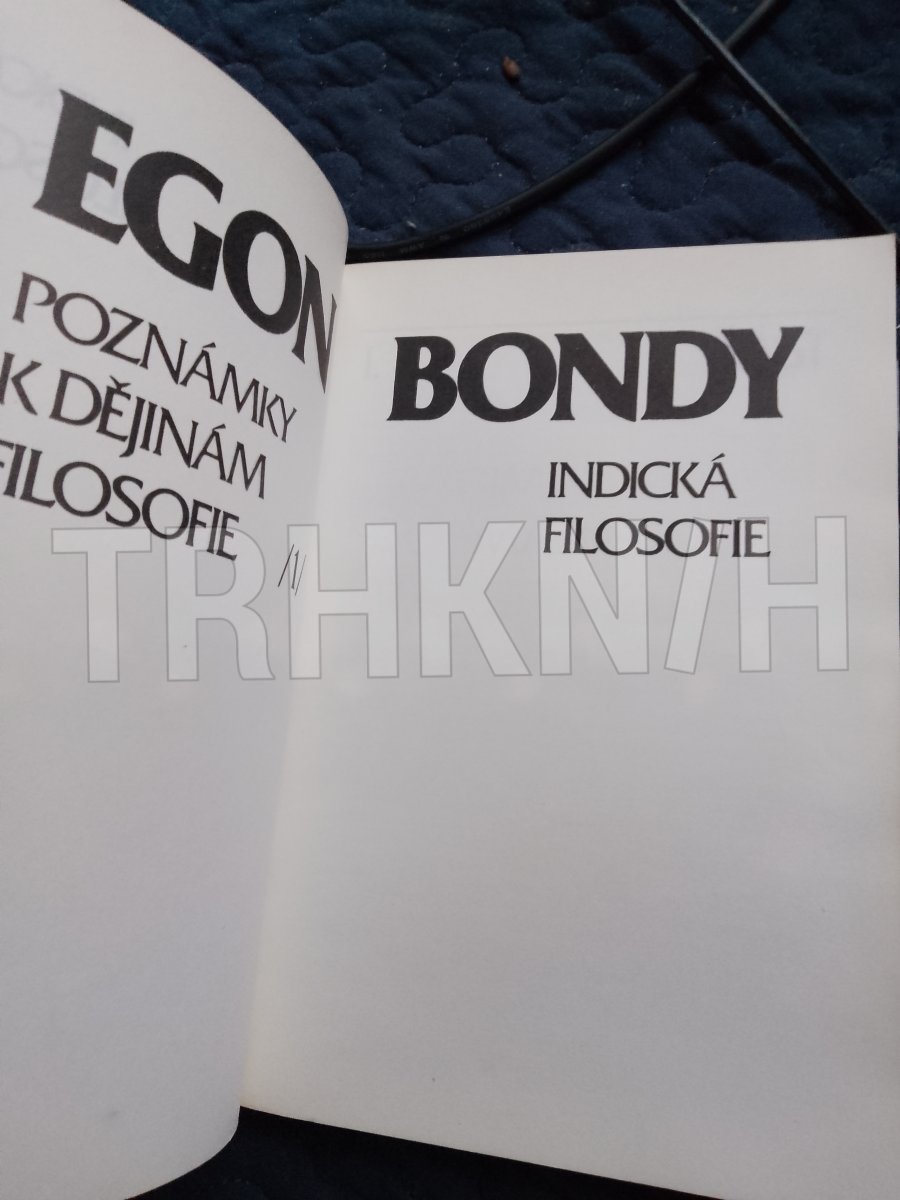 EGON
POZNÁMKY
K DĚJINÁM
FILOSOFIE
/1/
BONDY
INDICKÁ
FILOSOFIE
TRHKNIH